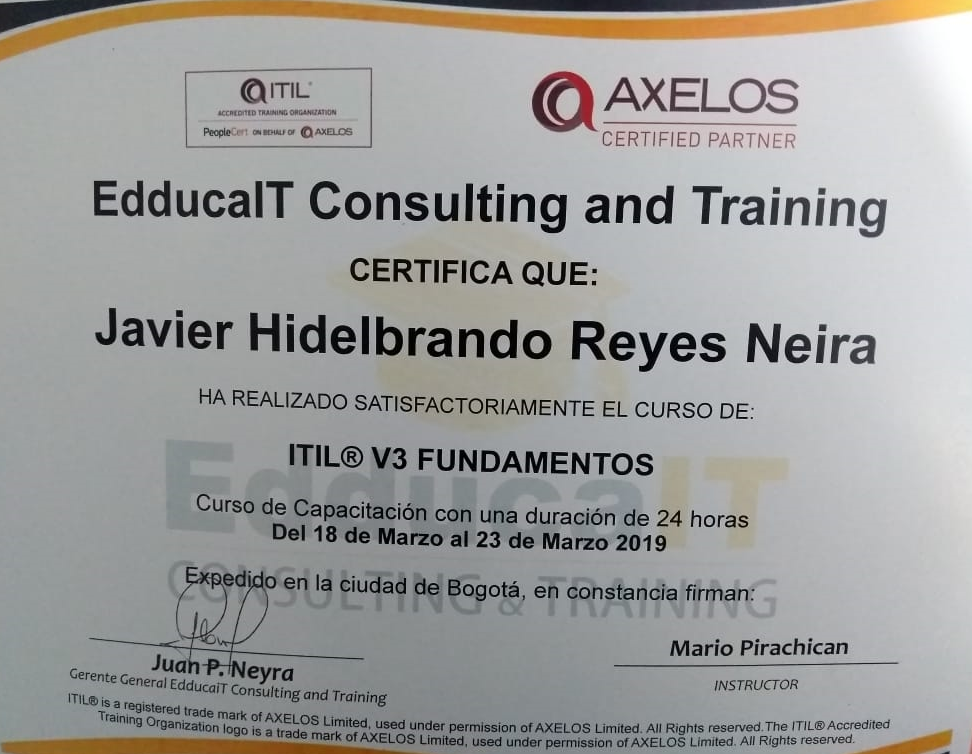 ITIL®
ACCREDITED TRAINING ORGANIZATION
PeopleCert ON BEHALF OF AXELOS
AXELOS
CERTIFIED PARTNER
EdducaIT Consulting and Training
CERTIFICA QUE:
Javier Hidelbrando Reyes Neira
HA REALIZADO SATISFACTORIAMENTE EL CURSO DE:
ITIL® V3 FUNDAMENTOS
EdducaIT
Curso de Capacitación con una duración de 24 horas
Del 18 de Marzo al 23 de Marzo 2019
Expedido en la ciudad de Bogotá, en constancia firman:
CONSULTING & TRAINING
Juan P. Neyra
Gerente General EdducaiT Consulting and Training
Mario Pirachican
INSTRUCTOR
ITIL® is a registered trade mark of AXELOS Limited, used under permission of AXELOS Limited. All Rights reserved.The ITIL® Accredited
Training Organization logo is a trade mark of AXELOS Limited, used under permission of AXELOS Limited. All Rights reserved.